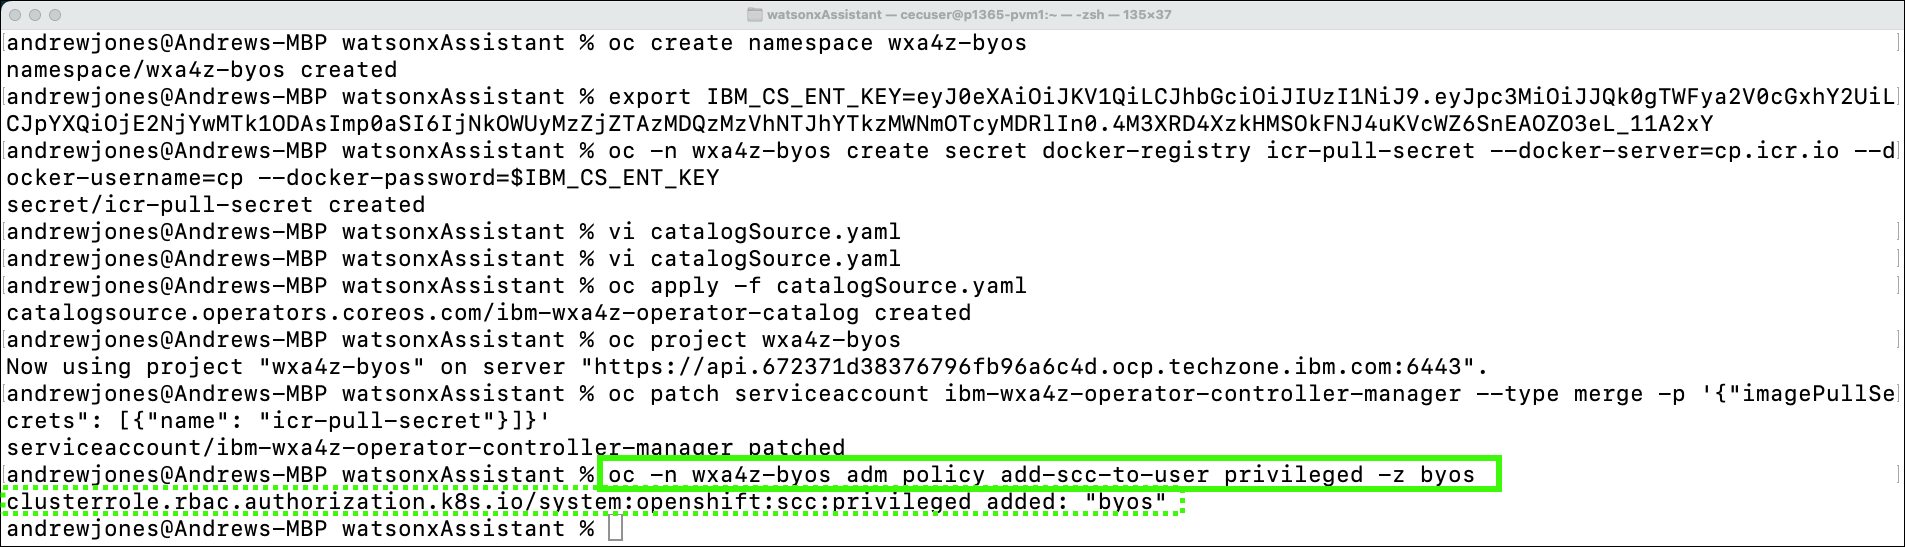 watsonxAssistant — cecuser@p1365-pvm1:~ — -zsh — 135×37
andrewjones@Andrews-MBP watsonxAssistant % oc create namespace wxa4z-byos
namespace/wxa4z-byos created
andrewjones@Andrews-MBP watsonxAssistant % export IBM_CS_ENT_KEY=eyJ0eXAiOiJKV1QiLCJhbGciOiJIUzI1NiJ9.eyJpc3MiOiJJQk0gTWFya2V0cGxhY2UiL
CJpYXQiOjE2NjYwMTk1ODAsImp0aSI6IjNkOWUyMzZjZTAzMDQzMzVhNTJhYTkzMWNmOTcyMDRlIn0.4M3XRD4XzkHMSOkFNJ4uKVcWZ6SnEAOZO3eL_11A2xY
andrewjones@Andrews-MBP watsonxAssistant % oc -n wxa4z-byos create secret docker-registry icr-pull-secret --docker-server=cp.icr.io --d
ocker-username=cp --docker-password=$IBM_CS_ENT_KEY
secret/icr-pull-secret created
andrewjones@Andrews-MBP watsonxAssistant % vi catalogSource.yaml
andrewjones@Andrews-MBP watsonxAssistant % vi catalogSource.yaml
andrewjones@Andrews-MBP watsonxAssistant % oc apply -f catalogSource.yaml
catalogsource.operators.coreos.com/ibm-wxa4z-operator-catalog created
andrewjones@Andrews-MBP watsonxAssistant % oc project wxa4z-byos
Now using project "wxa4z-byos" on server "https://api.672371d38376796fb96a6c4d.ocp.techzone.ibm.com:6443".
andrewjones@Andrews-MBP watsonxAssistant % oc patch serviceaccount ibm-wxa4z-operator-controller-manager --type merge -p '{"imagePullSe
crets": [{"name": "icr-pull-secret"}]}'
serviceaccount/ibm-wxa4z-operator-controller-manager patched
andrewjones@Andrews-MBP watsonxAssistant % oc -n wxa4z-byos adm policy add-scc-to-user privileged -z byos
clusterrole.rbac.authorization.k8s.io/system:openshift:scc:privileged added: "byos"
andrewjones@Andrews-MBP watsonxAssistant %